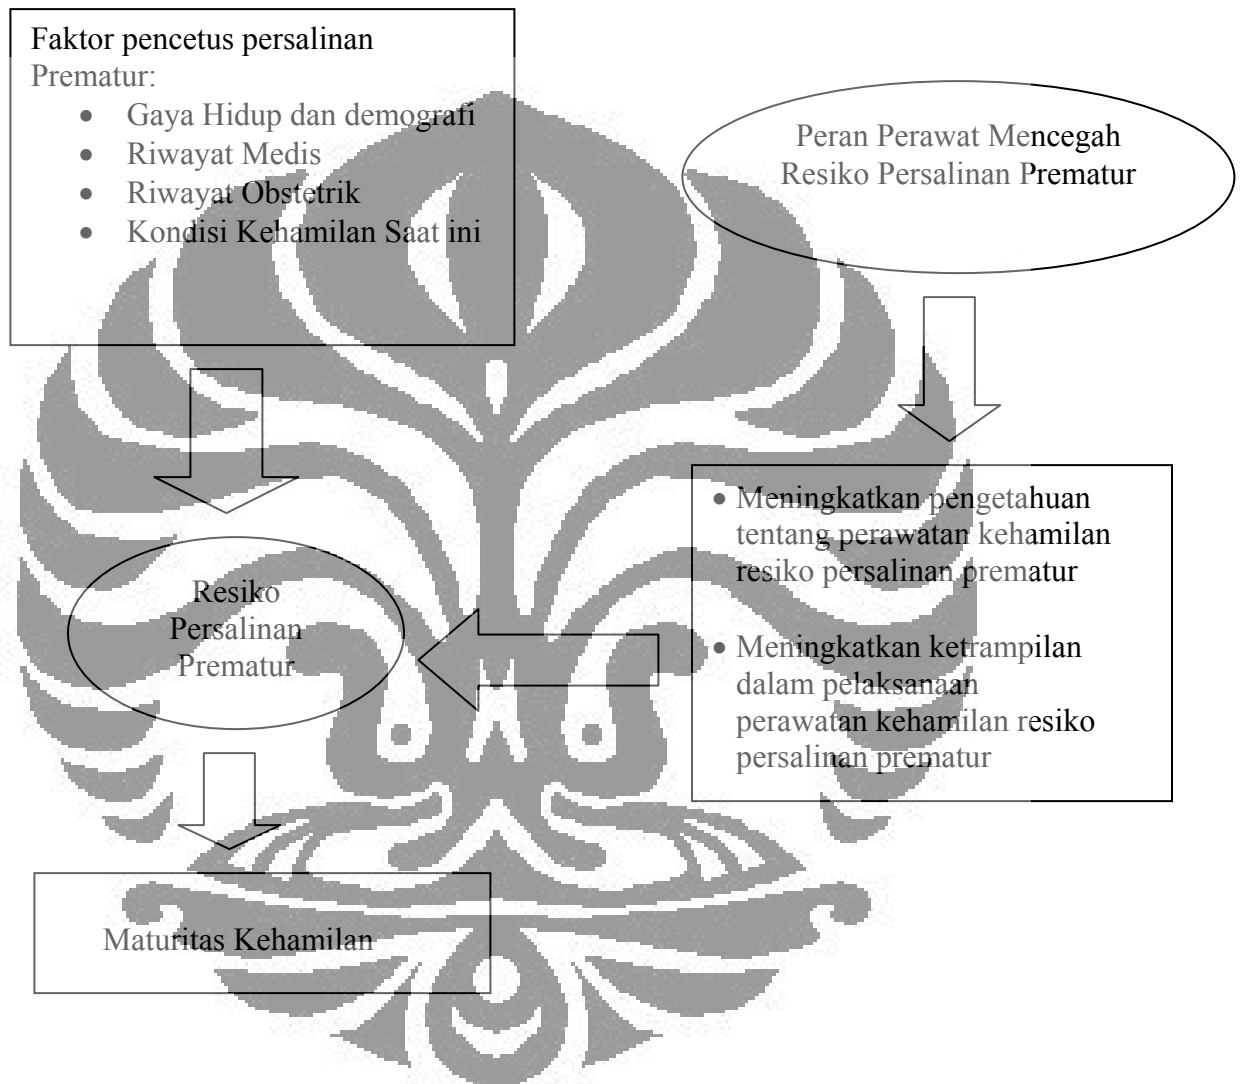 Faktor pencetus persalinan
Prematur:
• Gaya Hidup dan demografi
• Riwayat Medis
• Riwayat Obstetrik
• Kondisi Kehamilan Saat ini
Peran Perawat Mencegah
Resiko Persalinan Prematur
• Meningkatkan pengetahuan
tentang perawatan kehamilan
resiko persalinan prematur
• Meningkatkan ketrampilan
dalam pelaksanaan
perawatan kehamilan resiko
persalinan prematur
Resiko
Persalinan
Prematur
Maturitas Kehamilan